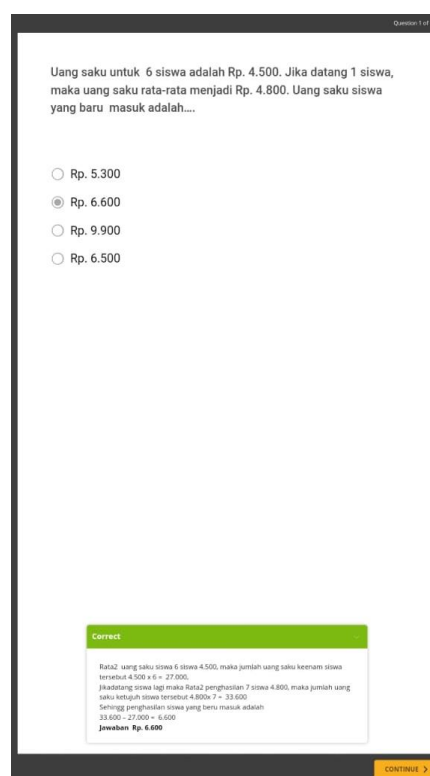 Question 1 of
Uang saku untuk 6 siswa adalah Rp. 4.500. Jika datang 1 siswa,
maka uang saku rata-rata menjadi Rp. 4.800. Uang saku siswa
yang baru masuk adalah....
Rp. 5.300
Rp. 6.600
Rp. 9.900
Rp. 6.500
Correct
Rata2 uang saku siswa 6 siswa 4.500, maka jumlah uang saku keenam siswa
tersebut 4.500 x 6 = 27.000,
Jikadatang siswa lagi maka Rata2 penghasilan 7 siswa 4.800, maka jumlah uang
saku ketujuh siswa tersebut 4.800x 7 = 33.600
Sehingg penghasilan siswa yang beru masuk adalah
33.600 – 27.000 = 6.600
Jawaban Rp. 6.600
CONTINUE